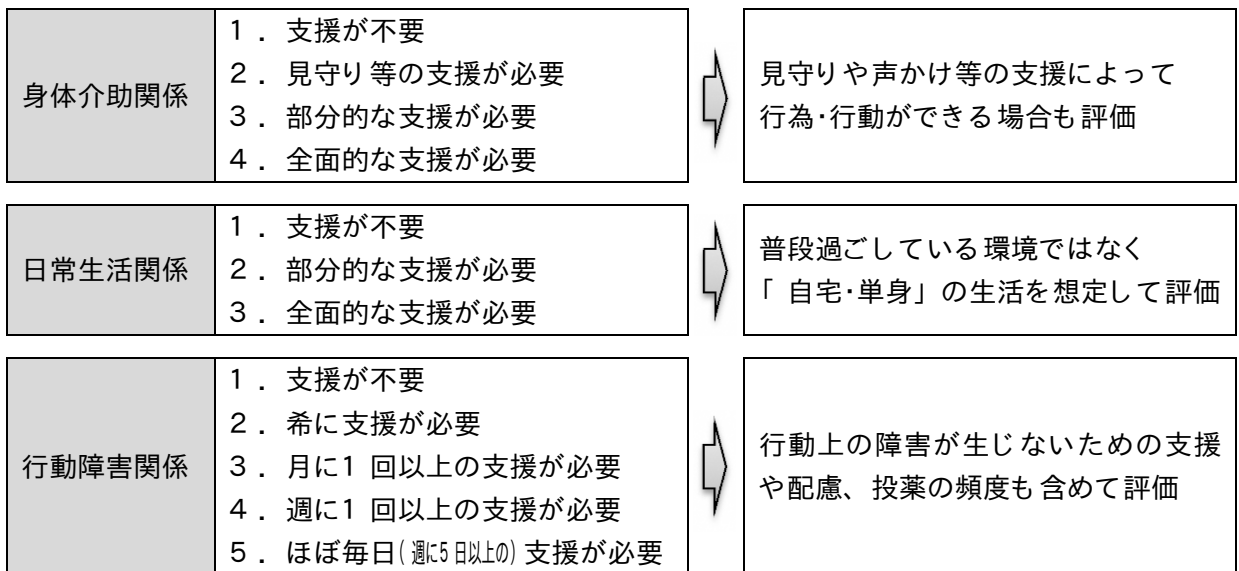 身体介助関係
１．支援が不要
２．見守り等の支援が必要
３．部分的な支援が必要
４．全面的な支援が必要
見守りや声かけ等の支援によって
行為･行動ができる場合も評価
日常生活関係
１．支援が不要
２．部分的な支援が必要
３．全面的な支援が必要
普段過ごしている環境ではなく
「自宅･単身」の生活を想定して評価
行動障害関係
１．支援が不要
２．希に支援が必要
３．月に1 回以上の支援が必要
４．週に1 回以上の支援が必要
５．ほぼ毎日(週に5日以上の)支援が必要
行動上の障害が生じないための支援
や配慮、投薬の頻度も含めて評価